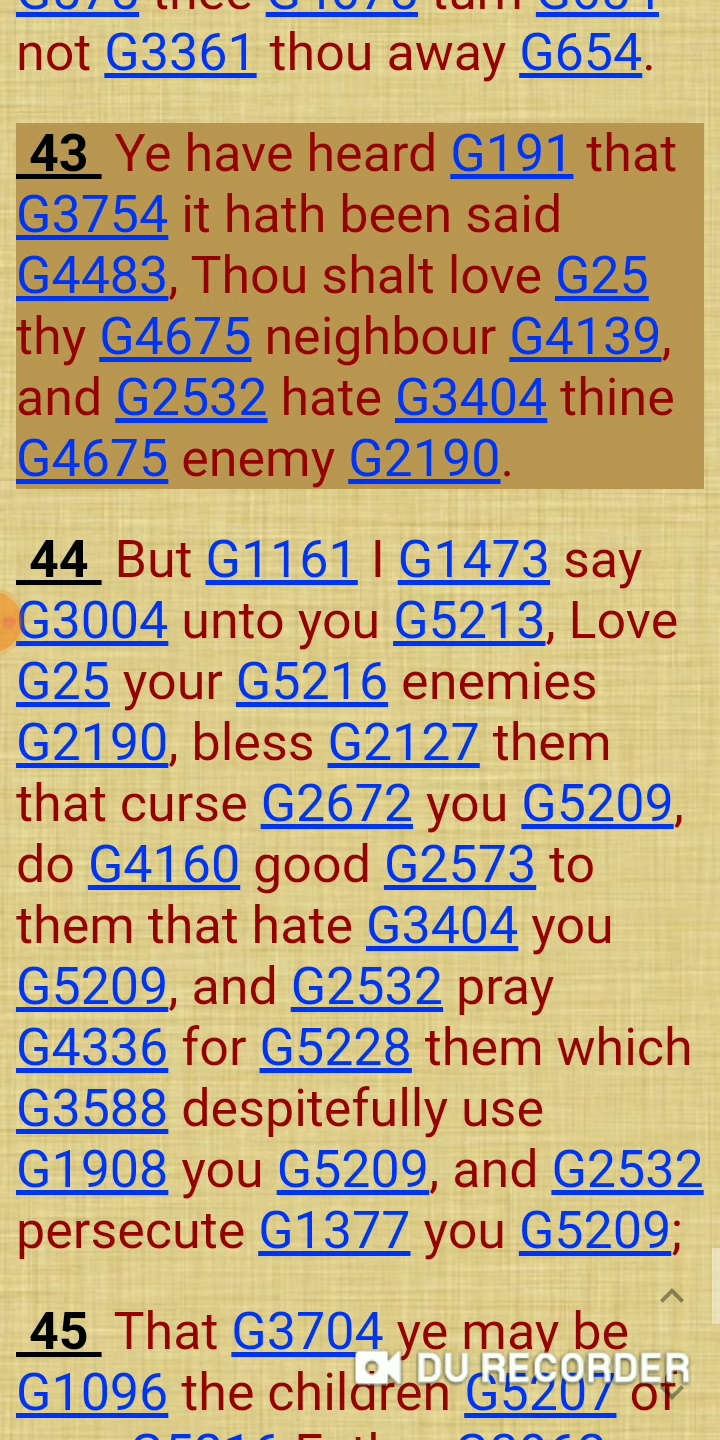 not G3361 thou away G654.
43 Ye have heard G191 that
G3754 it hath been said
G4483, Thou shalt love G25
thy G4675 neighbour G4139,
and G2532 hate G3404 thine
G4675 enemy G2190.
44 But G1161 I G1473 say
G3004 unto you G5213, Love
G25 your G5216 enemies
G2190, bless G2127 them
that curse G2672 you G5209,
do G4160 good G2573 to
them that hate G3404 you
G5209, and G2532 pray
G4336 for G5228 them which
G3588 despitefully use
G1908 you G5209, and G2532
persecute G1377 you G5209;
45 That G3704 ye may be
DU RECORDER
G1096 the children G5207 of